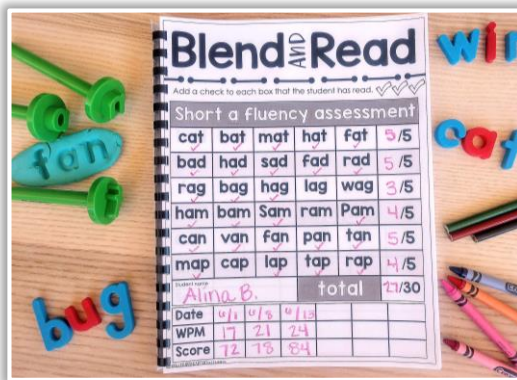 Blend AND Read
Add a check to each box that the student has read.
Short a fluency assessment
cat bat mat hat fat 5/5
bad had sad fad rad 5/5
rag bag hag lag wag 3/5
ham bam Sam ram Pam 4/5
can van fan pan tan 5/5
map cap lap tap rap 4/5
Student name
Alina B. total 27/30
Date 4/1 4/8 4/13
WPM 17 21 24
Score 72 78 84
fan
bug
win
cat